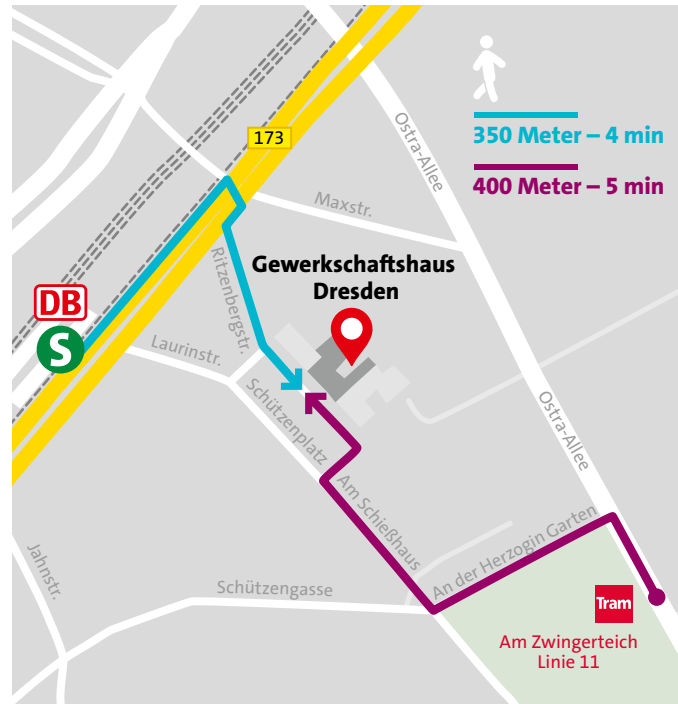 173
Ostra-Allee
350 Meter – 4 min
400 Meter – 5 min
Maxstr.
Gewerkschaftshaus
Dresden
Ritzenbergstr.
DB
S
Laurinstr.
Schützenplatz
Ostra-Allee
Am Schießhaus
An der Herzogin Garten
Jahnstr.
Schützengasse
Tram
Am Zwingerteich
Linie 11